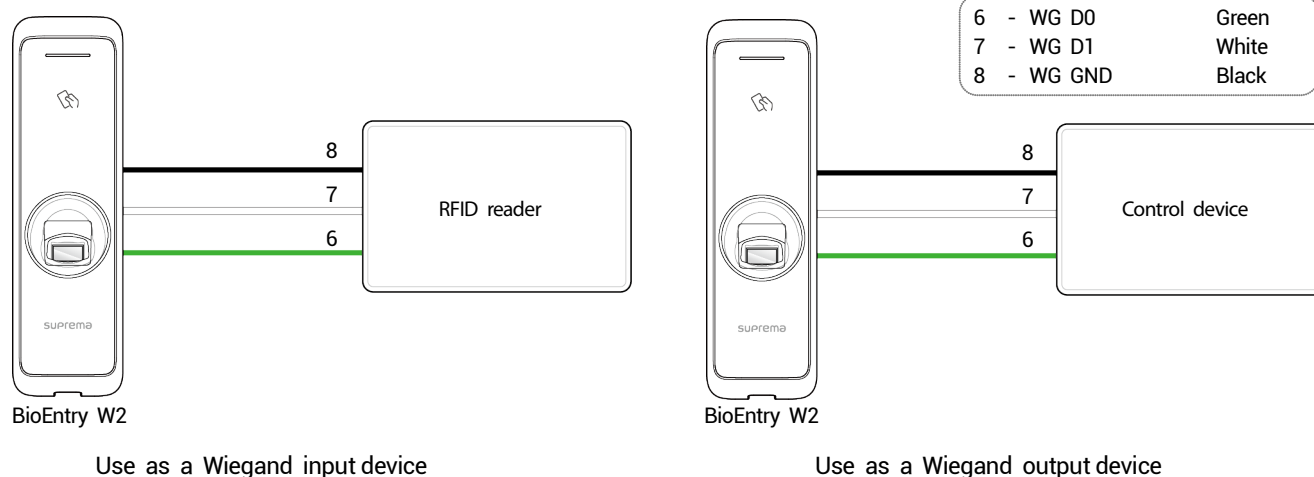 6 - WG D0 Green
7 - WG D1 White
8 - WG GND Black
8
7
6
RFID reader
suprema
BioEntry W2
Use as a Wiegand input device
8
7
6
Control device
suprema
BioEntry W2
Use as a Wiegand output device